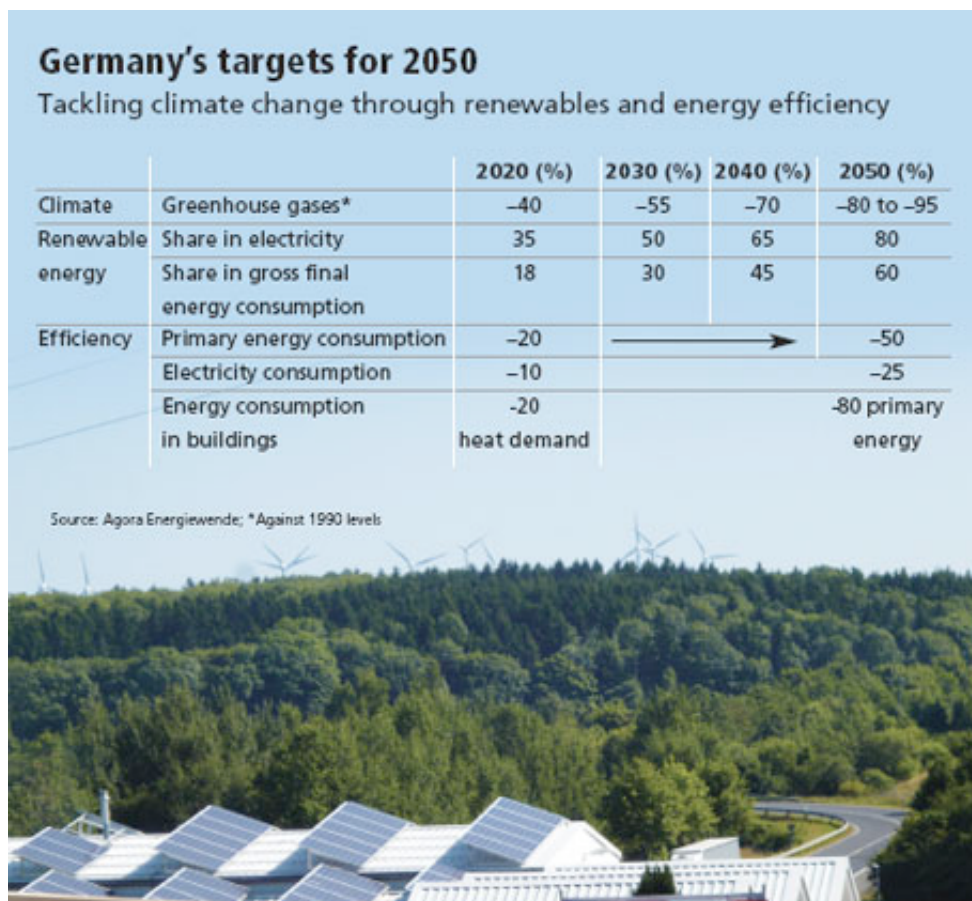 Germany's targets for 2050
Tackling climate change through renewables and energy efficiency
2020 (%) 2030 (%) 2040 (%) 2050 (%)
Climate Greenhouse gases* –40 –55 –70 –80 to –95
Renewable Share in electricity 35 50 65 80
energy Share in gross final 18 30 45 60
energy consumption
Efficiency Primary energy consumption –20 –50
Electricity consumption –10 –25
Energy consumption -20 -80 primary
in buildings heat demand energy
Source: Agora Energiewende; *Against 1990 levels